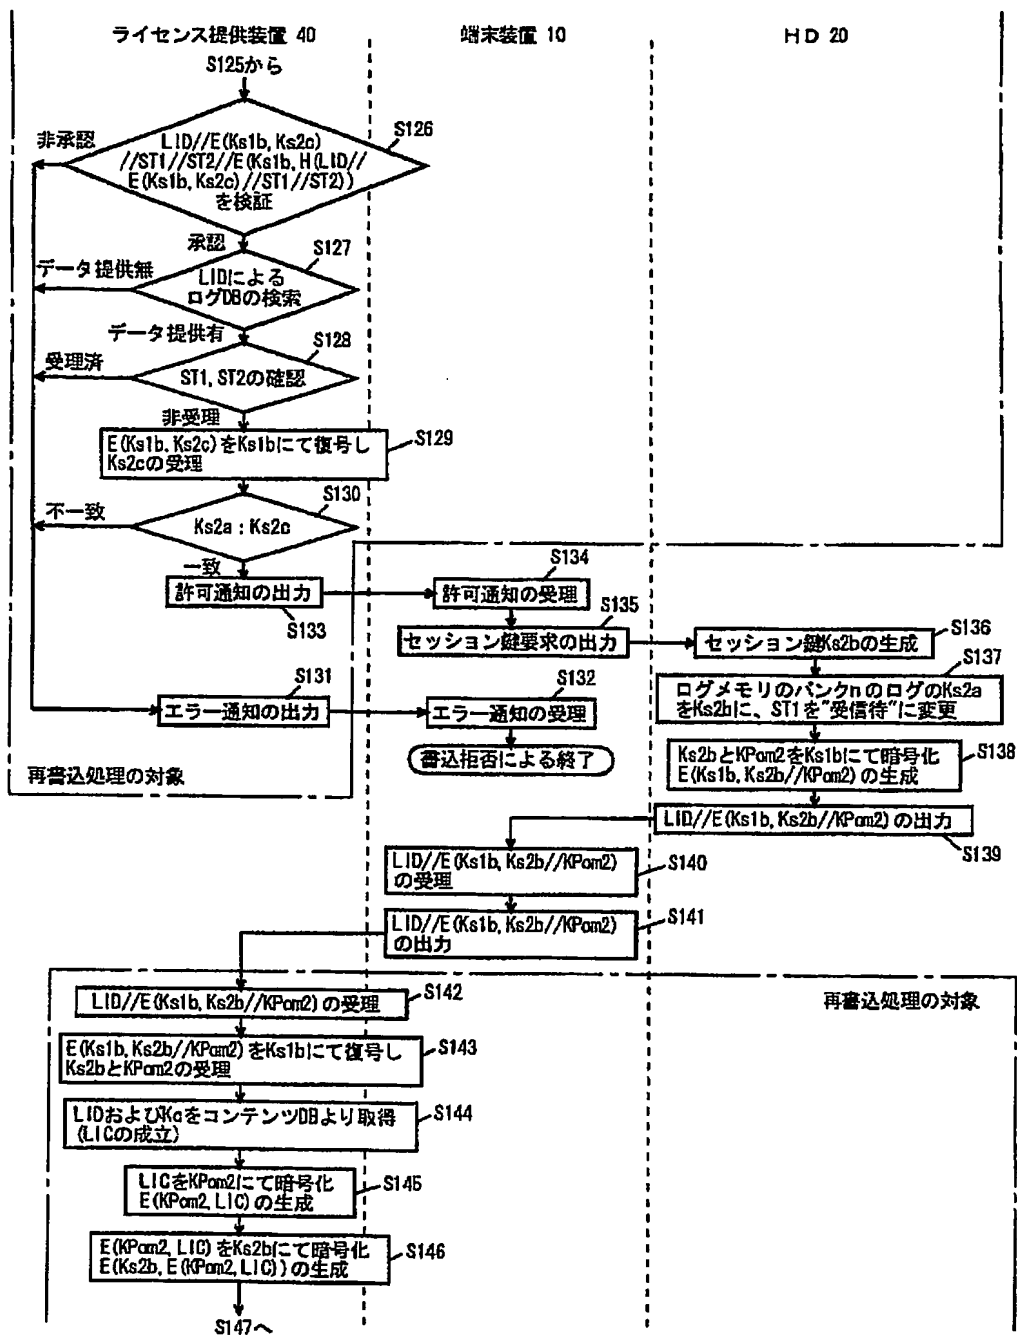 ライセンス提供装置 40
端末装置 10
HD 20
S125から
S126
非承認
LID//E(Ks1b, Ks2c)
//ST1//ST2//E(Ks1b, H(LID//
E(Ks1b, Ks2c)//ST1//ST2))
を検証
承認
S127
データ提供無
LIDによる
ログDBの検索
データ提供有
S128
受理済
ST1, ST2の確認
非受理
S129
E(Ks1b, Ks2c)をKs1bにて復号し
Ks2cの受理
S130
不一致
Ks2a : Ks2c
一致
許可通知の出力
S133
S134
許可通知の受理
S135
セッション鍵要求の出力
S136
セッション鍵Ks2bの生成
S137
ログメモリのバンクnのログのKs2a
をKs2bに、ST1を"受信待"に変更
S131
エラー通知の出力
S132
エラー通知の受理
書込拒否による終了
再書込処理の対象
S138
Ks2bとKPom2をKs1bにて暗号化
E(Ks1b, Ks2b//KPom2)の生成
LID//E(Ks1b, Ks2b//KPom2)の出力
S139
LID//E(Ks1b, Ks2b//KPom2)
の受理
S140
LID//E(Ks1b, Ks2b//KPom2)
の出力
S141
再書込処理の対象
LID//E(Ks1b, Ks2b//KPom2)の受理
S142
E(Ks1b, Ks2b//KPom2)をKs1bにて復号し
Ks2bとKPom2の受理
S143
LIDおよびKcをコンテンツDBより取得
(LICの成立)
S144
LICをKPom2にて暗号化
E(KPom2, LIC)の生成
S145
E(KPom2, LIC)をKs2bにて暗号化
E(Ks2b, E(KPom2, LIC))の生成
S146
S147へ